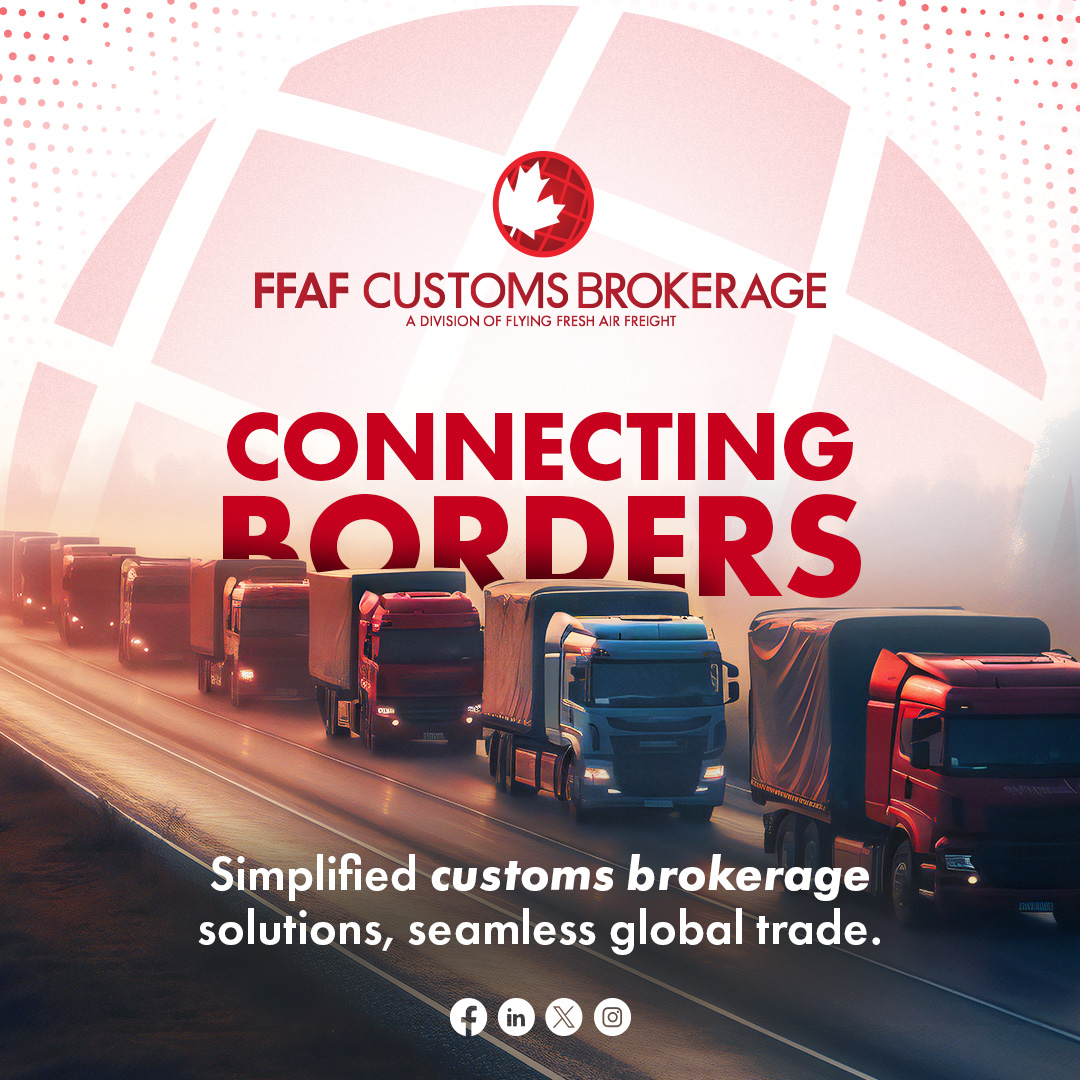 FFAF CUSTOMS BROKERAGE
A DIVISION OF FLYING FRESH AIR FREIGHT
CONNECTING
BORDERS
Simplified customs brokerage
solutions, seamless global trade.